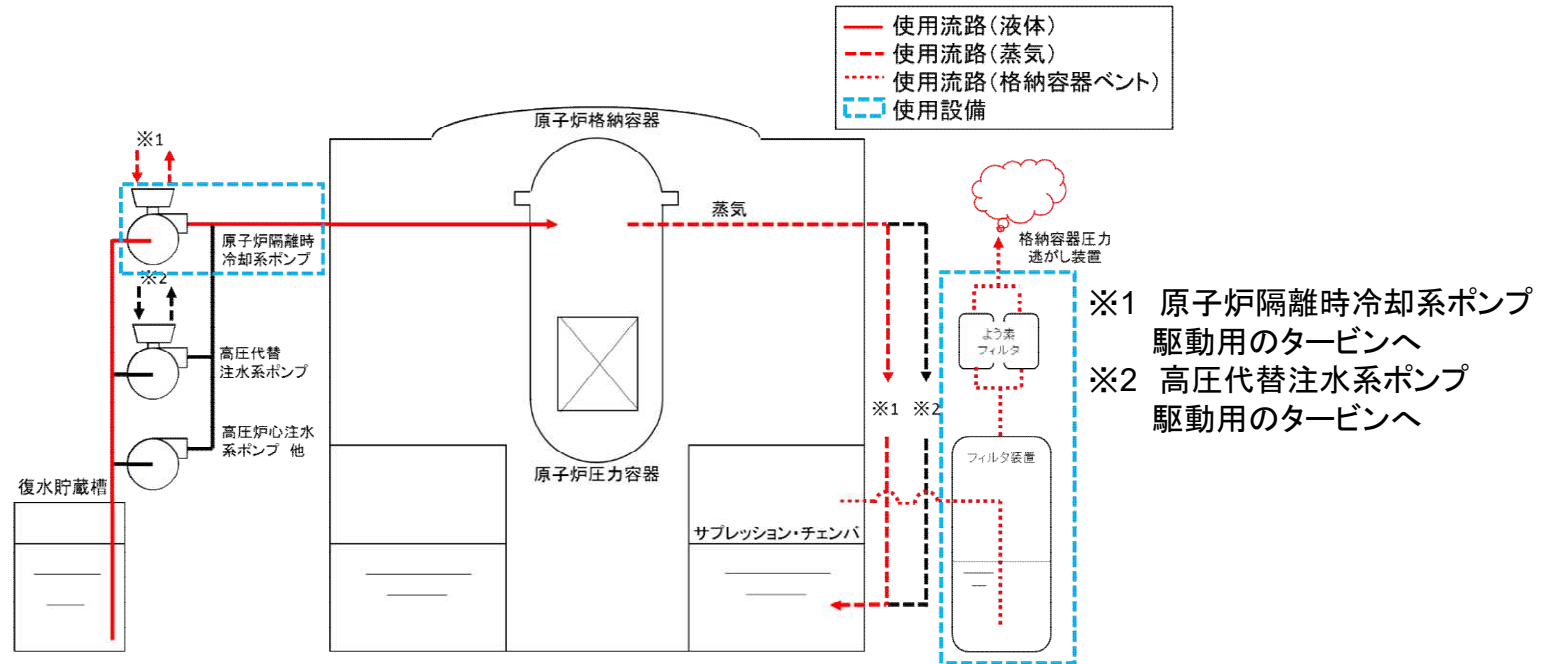 使用流路(液体)
使用流路(蒸気)
使用流路(格納容器ベント)
使用設備
原子炉格納容器
※1
蒸気
原子炉隔離時
冷却系ポンプ
※2
高圧代替
注水系ポンプ
高圧炉心注水
系ポンプ 他
復水貯蔵槽
原子炉圧力容器
サプレッション・チェンバ
※1
※2
格納容器圧力
逃がし装置
よう素
フィルタ
フィルタ装置
※1 原子炉隔離時冷却系ポンプ
駆動用のタービンへ
※2 高圧代替注水系ポンプ
駆動用のタービンへ